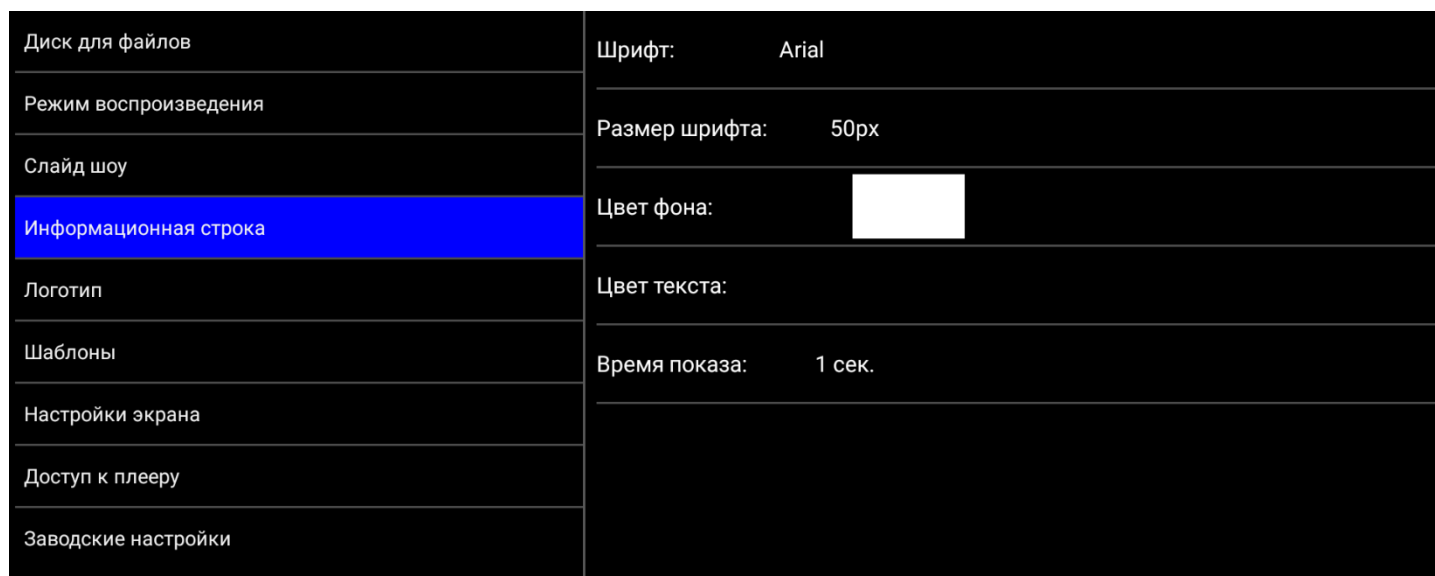 Диск для файлов
Режим воспроизведения
Слайд шоу
Информационная строка
Логотип
Шаблоны
Настройки экрана
Доступ к плееру
Заводские настройки
Шрифт: Arial
Размер шрифта: 50px
Цвет фона:
Цвет текста:
Время показа: 1 сек.